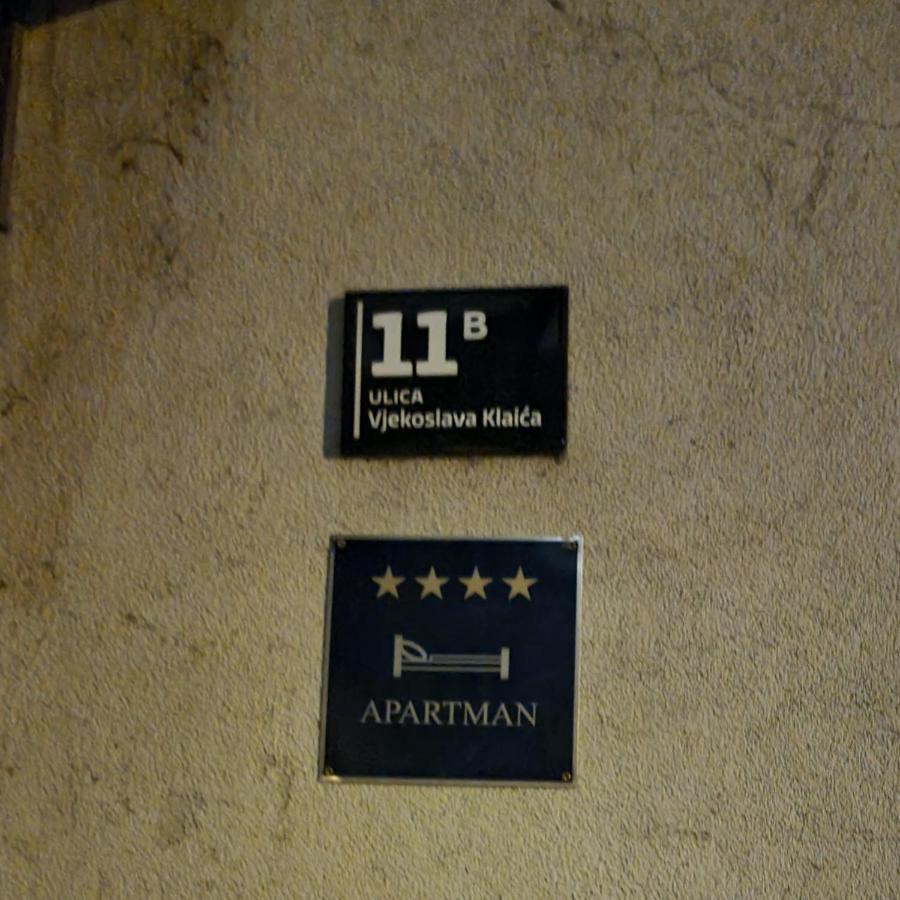 11B
ULICA
Vjekoslava Klaića
APARTMAN